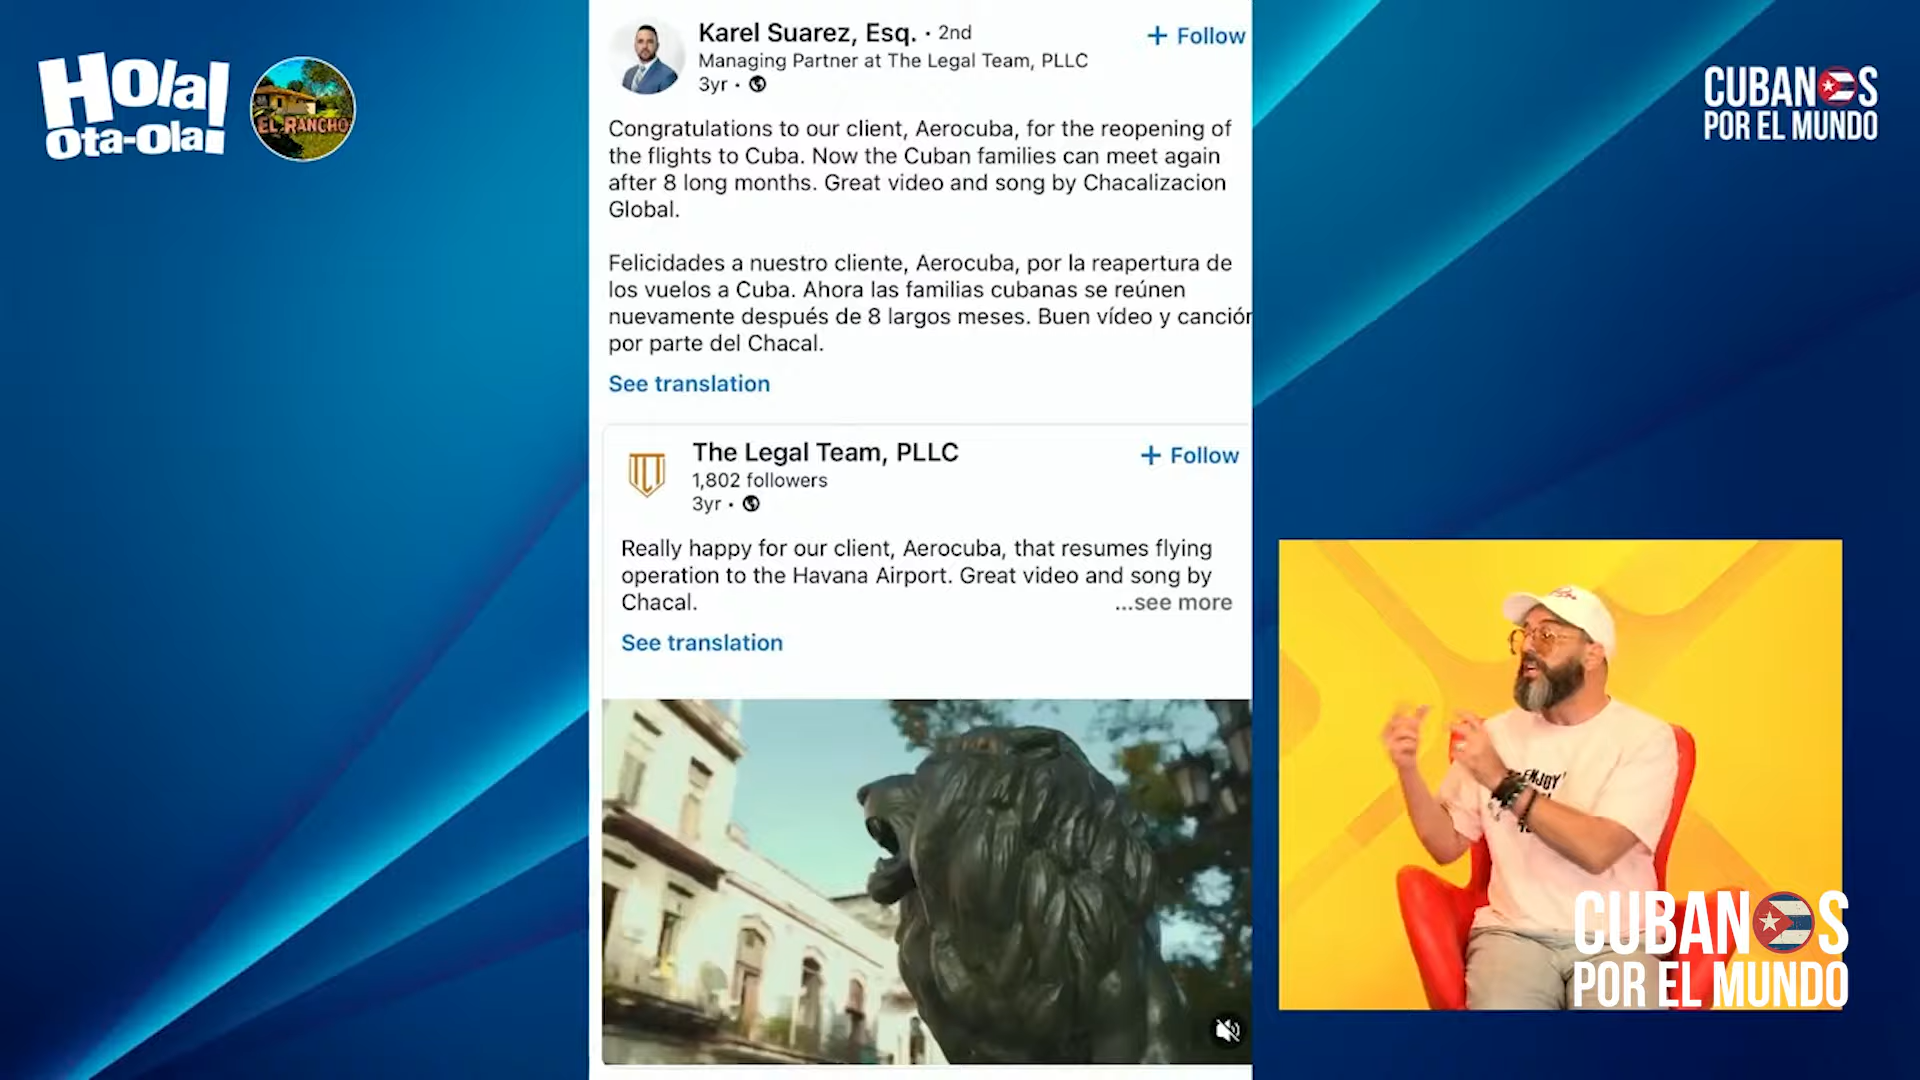 Hola!
Ota-Ola!
EL RANCHO
CUBANOS
POR EL MUNDO
Karel Suarez, Esq. • 2nd
+ Follow
Managing Partner at The Legal Team, PLLC
3yr •
Congratulations to our client, Aerocuba, for the reopening of
the flights to Cuba. Now the Cuban families can meet again
after 8 long months. Great video and song by Chacalizacion
Global.
Felicidades a nuestro cliente, Aerocuba, por la reapertura de
los vuelos a Cuba. Ahora las familias cubanas se reúnen
nuevamente después de 8 largos meses. Buen vídeo y canción
por parte del Chacal.
See translation
The Legal Team, PLLC
+ Follow
1,802 followers
3yr •
Really happy for our client, Aerocuba, that resumes flying
operation to the Havana Airport. Great video and song by
Chacal.
...see more
See translation
ENJOY
CUBANOS
POR EL MUNDO